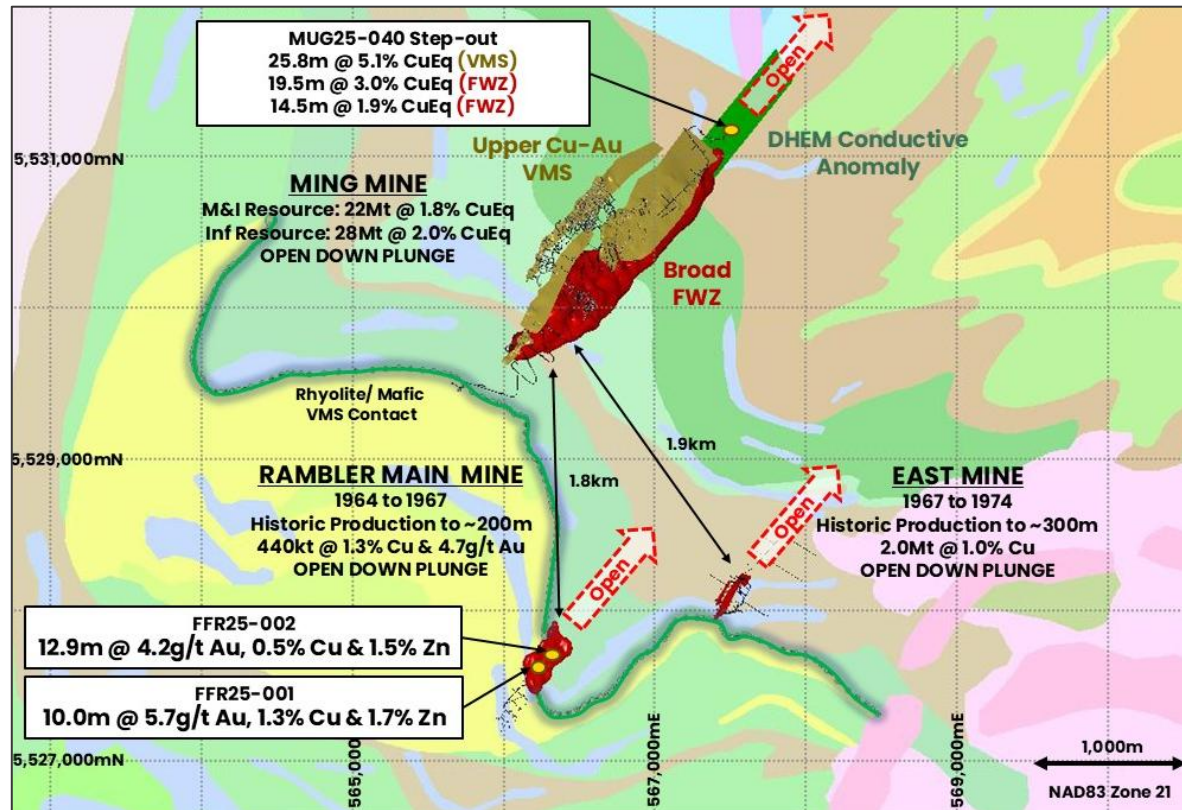 MUG25-040 Step-out
25.8m @ 5.1% CuEq (VMS)
19.5m @ 3.0% CuEq (FWZ)
14.5m @ 1.9% CuEq (FWZ)
Open
Upper Cu-Au
VMS
DHEM Conductive
Anomaly
5,531,000mN
MING MINE
M&I Resource: 22Mt @ 1.8% CuEq
Inf Resource: 28Mt @ 2.0% CuEq
OPEN DOWN PLUNGE
Broad
FWZ
Rhyolite/ Mafic
VMS Contact
1.9km
5,529,000mN
1.8km
RAMBLER MAIN MINE
1964 to 1967
Historic Production to ~200m
440kt @ 1.3% Cu & 4.7g/t Au
OPEN DOWN PLUNGE
Open
Open
EAST MINE
1967 to 1974
Historic Production to ~300m
2.0Mt @ 1.0% Cu
OPEN DOWN PLUNGE
FFR25-002
12.9m @ 4.2g/t Au, 0.5% Cu & 1.5% Zn
FFR25-001
10.0m @ 5.7g/t Au, 1.3% Cu & 1.7% Zn
5,527,000mN
565,000
567,000mE
569,000mE
1,000m
NAD83 Zone 21